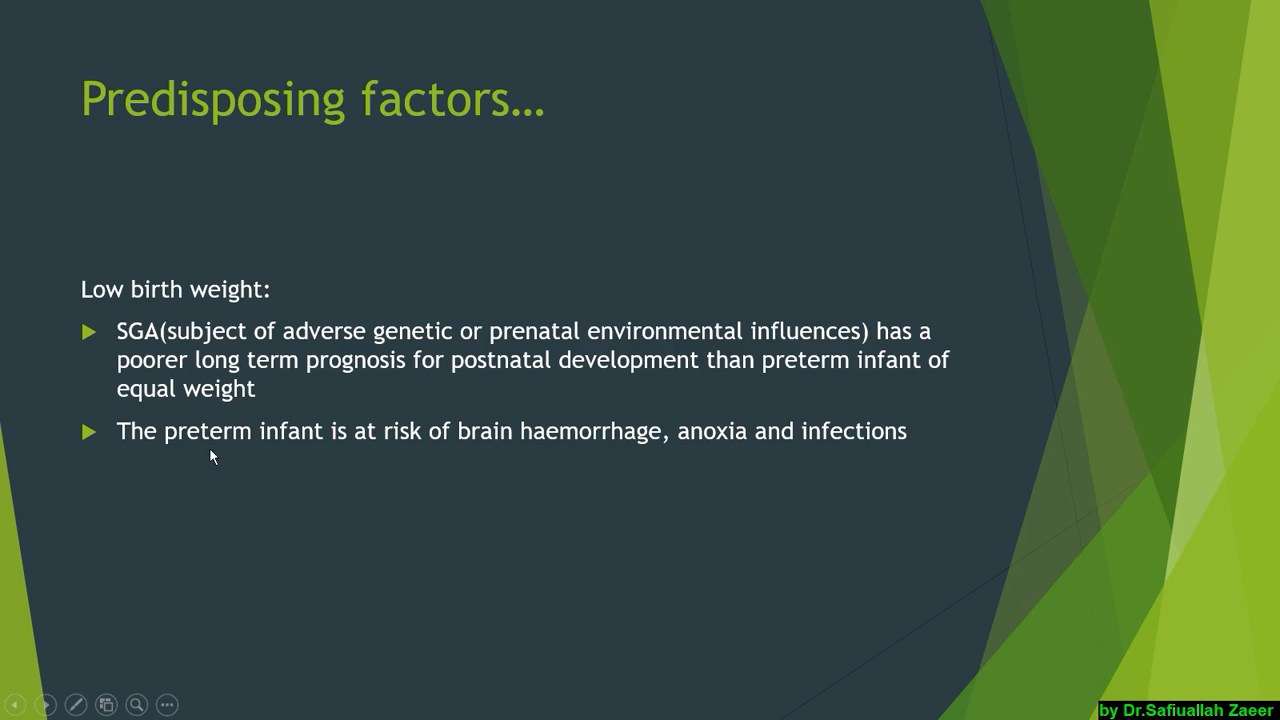 Predisposing factors...
Low birth weight:
SGA(subject of adverse genetic or prenatal environmental influences) has a
poorer long term prognosis for postnatal development than preterm infant of
equal weight
The preterm infant is at risk of brain haemorrhage, anoxia and infections
by Dr.Safiuallah Zaeer